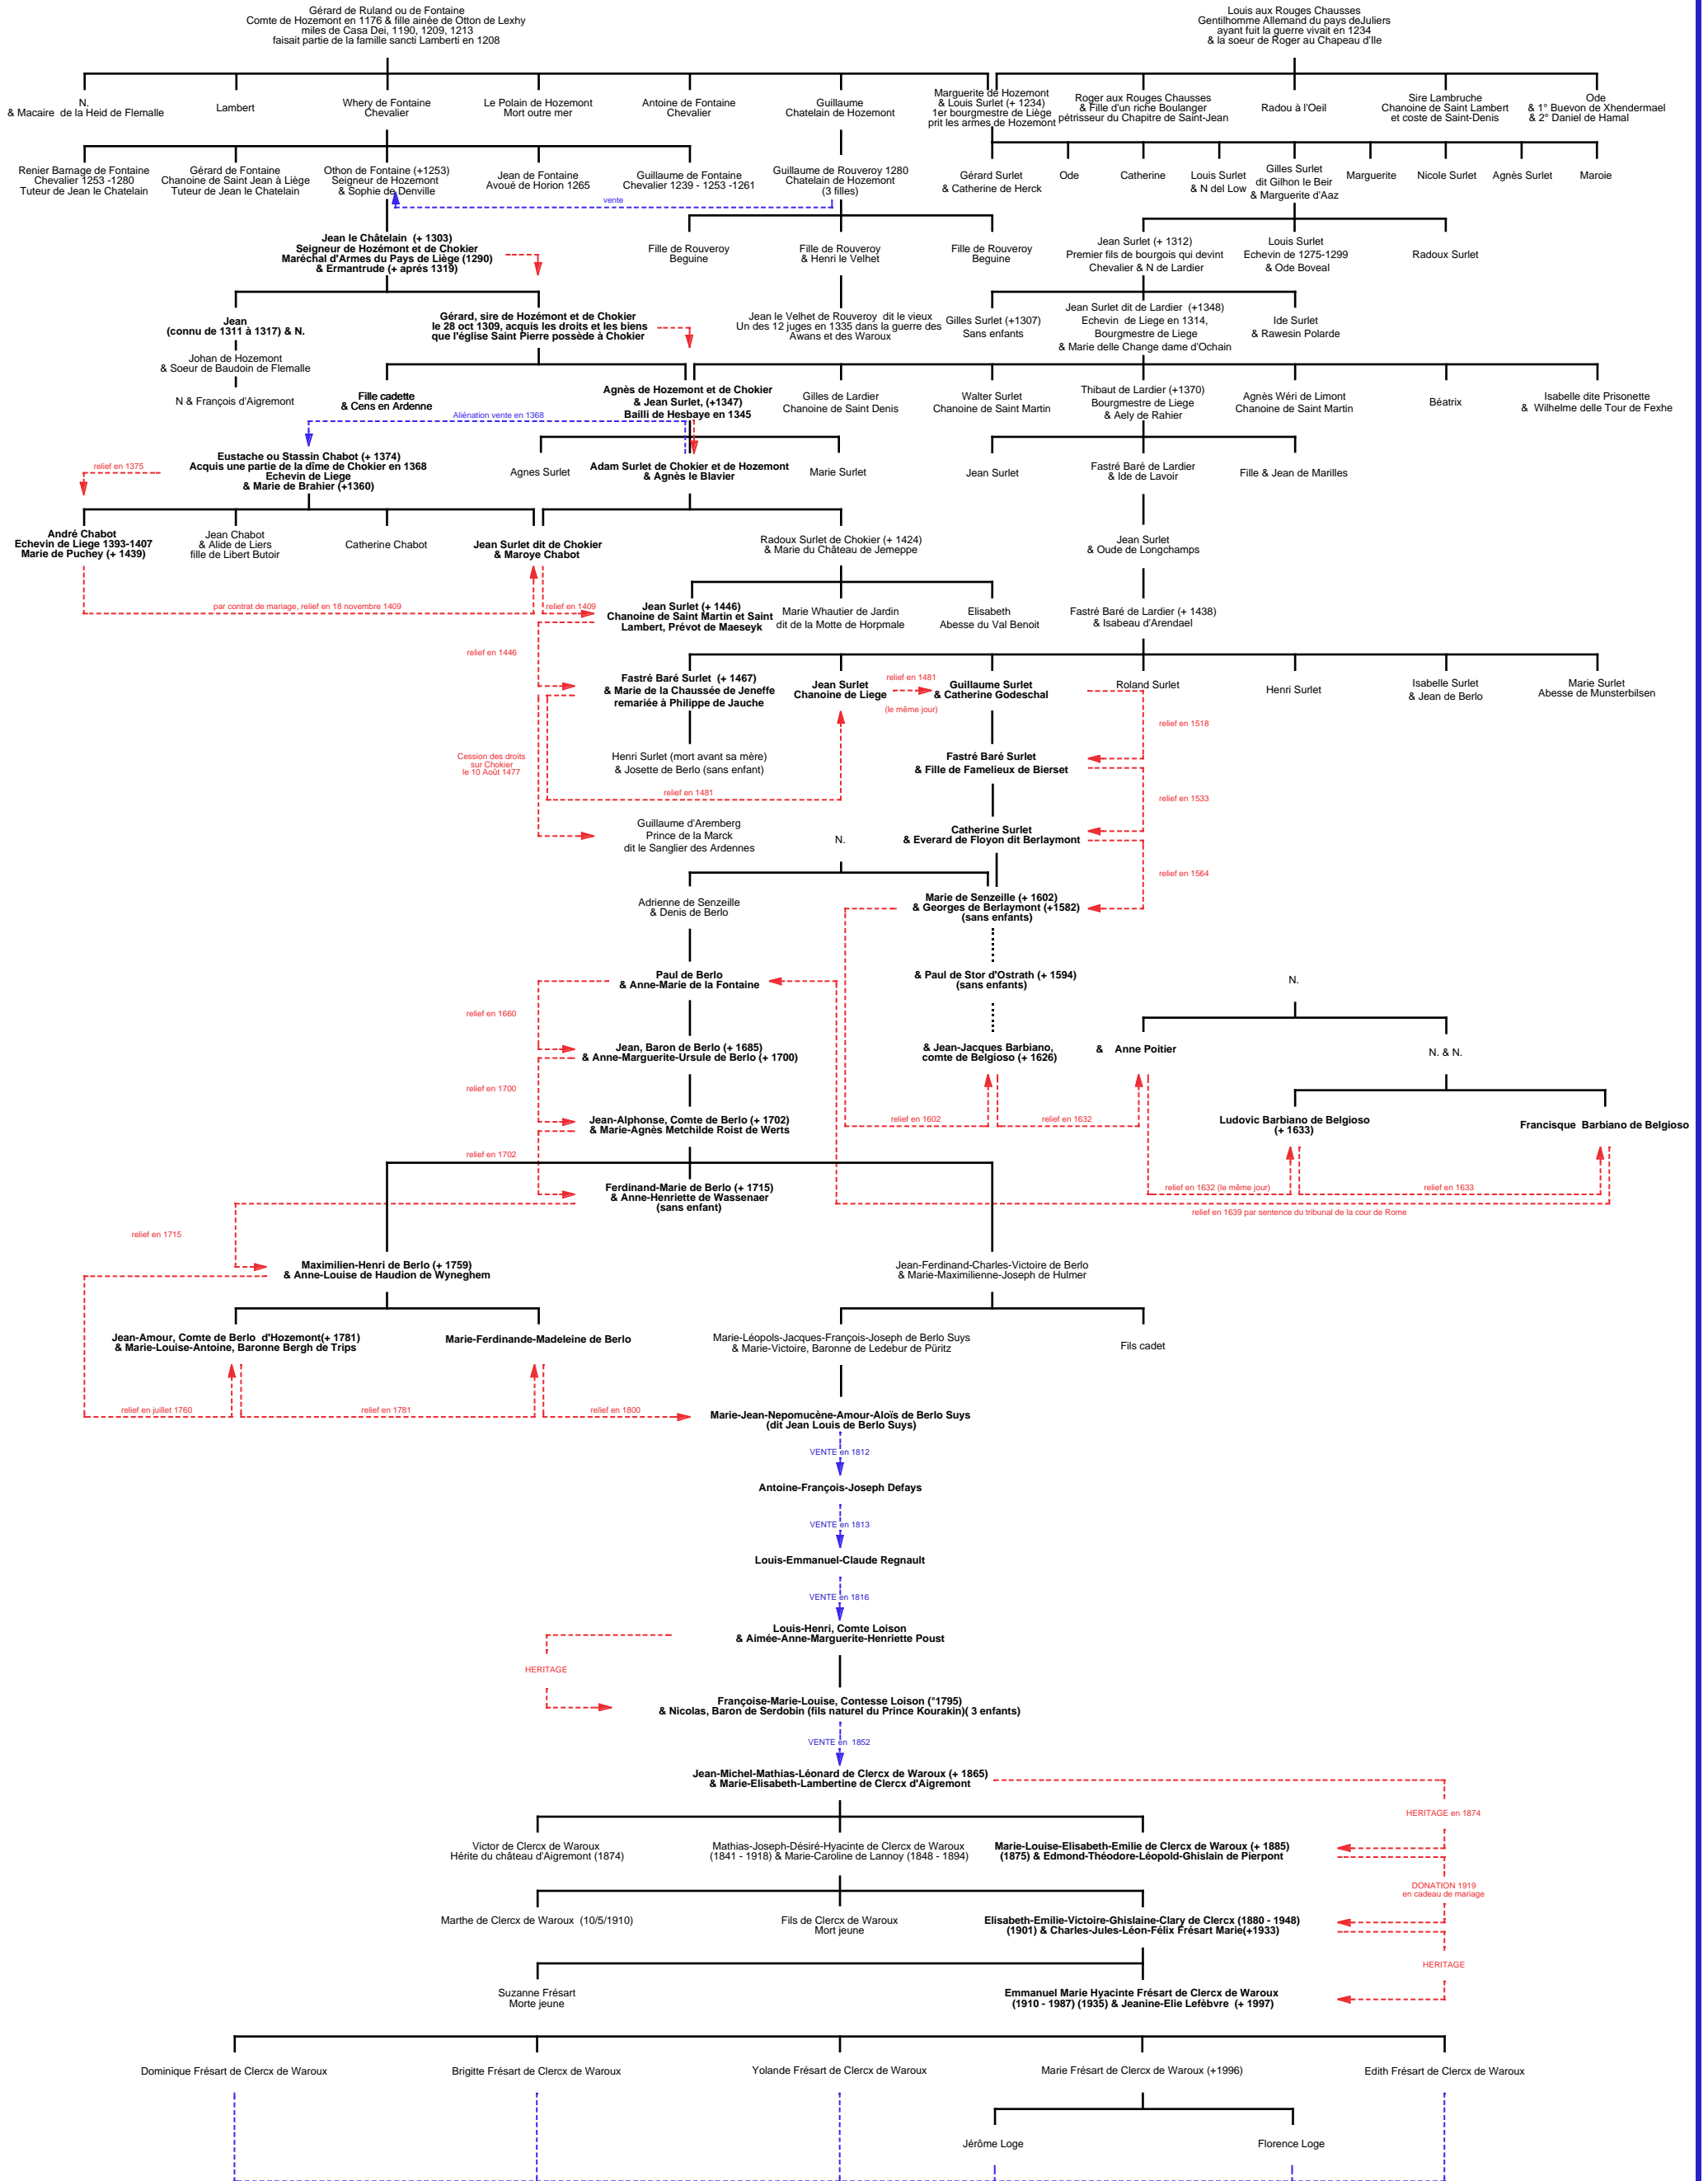 Gérard de Ruland ou de Fontaine
Comte de Hozemont en 1176 & fille ainée de Otton de Lexhy
miles de Casa Dei, 1190, 1209, 1213
faisait partie de la famille sancti Lamberti en 1208
Louis aux Rouges Chausses
Gentilhomme Allemand du pays deJuliers
ayant fuit la guerre vivait en 1234
& la soeur de Roger au Chapeau d'Ile
N.
& Macaire de la Heid de Flemalle
Lambert
Whery de Fontaine
Chevalier
Le Polain de Hozemont
Mort outre mer
Antoine de Fontaine
Chevalier
Guillaume
Chatelain de Hozemont
Marguerite de Hozemont
& Louis Surlet (+ 1234)
1er bourgmestre de Liège
prit les armes de Hozemont
Roger aux Rouges Chausses
& Fille d'un riche Boulanger
pétrisseur du Chapitre de Saint-Jean
Radou à l'Oeil
Sire Lambruche
Chanoine de Saint Lambert
et coste de Saint-Denis
Ode
& 1° Buevon de Xhendermael
& 2° Daniel de Hamal
Renier Barnage de Fontaine
Chevalier 1253 -1280
Tuteur de Jean le Chatelain
Gérard de Fontaine
Chanoine de Saint Jean à Liège
Tuteur de Jean le Chatelain
Othon de Fontaine (+1253)
Seigneur de Hozemont
& Sophie de Denville
Jean de Fontaine
Avoué de Horion 1265
Guillaume de Fontaine
Chevalier 1239 - 1253 -1261
Guillaume de Rouveroy 1280
Chatelain de Hozemont
(3 filles)
Gérard Surlet
& Catherine de Herck
Ode
Catherine
Louis Surlet
& N del Low
Gilles Surlet
dit Gilhon le Beir
& Marguerite d'Aaz
Marguerite
Nicole Surlet
Agnès Surlet
Maroie
vente
Jean le Châtelain (+ 1303)
Seigneur de Hozémont et de Chokier
Maréchal d'Armes du Pays de Liège (1290)
& Ermantrude (+ aprés 1319)
Fille de Rouveroy
Beguine
Fille de Rouveroy
& Henri le Velhet
Fille de Rouveroy
Beguine
Jean Surlet (+ 1312)
Premier fils de bourgois qui devint
Chevalier & N de Lardier
Louis Surlet
Echevin de 1275-1299
& Ode Boveal
Radoux Surlet
Jean
(connu de 1311 à 1317) & N.
Gérard, sire de Hozémont et de Chokier
le 28 oct 1309, acquis les droits et les biens
que l'église Saint Pierre possède à Chokier
Jean le Velhet de Rouveroy dit le vieux
Un des 12 juges en 1335 dans la guerre des
Awans et des Waroux
Gilles Surlet (+1307)
Sans enfants
Jean Surlet dit de Lardier (+1348)
Echevin de Liege en 1314,
Bourgmestre de Liege
& Marie delle Change dame d'Ochain
Ide Surlet
& Rawesin Polarde
Johan de Hozemont
& Soeur de Baudoin de Flemalle
N & François d'Aigremont
Fille cadette
& Cens en Ardenne
Agnès de Hozemont et de Chokier
& Jean Surlet, (+1347)
Bailli de Hesbaye en 1345
Gilles de Lardier
Chanoine de Saint Denis
Walter Surlet
Chanoine de Saint Martin
Thibaut de Lardier (+1370)
Bourgmestre de Liege
& Aely de Rahier
Agnès Wéri de Limont
Chanoine de Saint Martin
Béatrix
Isabelle dite Prisonette
& Wilhelme delle Tour de Fexhe
Aliénation vente en 1368
relief en 1375
Eustache ou Stassin Chabot (+ 1374)
Acquis une partie de la dîme de Chokier en 1368
Echevin de Liege
& Marie de Brahier (+1360)
Agnes Surlet
Adam Surlet de Chokier et de Hozemont
& Agnès le Blavier
Marie Surlet
Jean Surlet
Fastré Baré de Lardier
& Ide de Lavoir
Fille & Jean de Marilles
André Chabot
Echevin de Liege 1393-1407
Marie de Puchey (+ 1439)
Jean Chabot
& Alide de Liers
fille de Libert Butoir
Catherine Chabot
Jean Surlet dit de Chokier
& Maroye Chabot
Radoux Surlet de Chokier (+ 1424)
& Marie du Château de Jemeppe
Jean Surlet
& Oude de Longchamps
par contrat de mariage, relief en 18 novembre 1409
relief en 1409
Jean Surlet (+ 1446)
Chanoine de Saint Martin et Saint
Lambert, Prévot de Maeseyk
Marie Whautier de Jardin
dit de la Motte de Horpmale
Elisabeth
Abesse du Val Benoit
Fastré Baré de Lardier (+ 1438)
& Isabeau d'Arendael
relief en 1446
Fastré Baré Surlet (+ 1467)
& Marie de la Chaussée de Jeneffe
remariée à Philippe de Jauche
Jean Surlet
Chanoine de Liege
relief en 1481
(le même jour)
Guillaume Surlet
& Catherine Godeschal
Roland Surlet
Henri Surlet
Isabelle Surlet
& Jean de Berlo
Marie Surlet
Abesse de Munsterbilsen
relief en 1518
Cession des droits
sur Chokier
le 10 Août 1477
Henri Surlet (mort avant sa mère)
& Josette de Berlo (sans enfant)
relief en 1481
Fastré Baré Surlet
& Fille de Famelieux de Bierset
relief en 1533
Guillaume d'Aremberg
Prince de la Marck
dit le Sanglier des Ardennes
N.
Catherine Surlet
& Everard de Floyon dit Berlaymont
relief en 1564
Adrienne de Senzeille
& Denis de Berlo
Marie de Senzeille (+ 1602)
& Georges de Berlaymont (+1582)
(sans enfants)
Paul de Berlo
& Anne-Marie de la Fontaine
& Paul de Stor d'Ostrath (+ 1594)
(sans enfants)
N.
relief en 1660
Jean, Baron de Berlo (+ 1685)
& Anne-Marguerite-Ursule de Berlo (+ 1700)
& Jean-Jacques Barbiano,
comte de Belgioso (+ 1626)
& Anne Poitier
N. & N.
relief en 1700
Jean-Alphonse, Comte de Berlo (+ 1702)
& Marie-Agnès Metchilde Roist de Werts
relief en 1602
relief en 1632
Ludovic Barbiano de Belgioso
(+ 1633)
Francisque Barbiano de Belgioso
relief en 1702
Ferdinand-Marie de Berlo (+ 1715)
& Anne-Henriette de Wassenaer
(sans enfant)
relief en 1632 (le même jour)
relief en 1633
relief en 1639 par sentence du tribunal de la cour de Rome
relief en 1715
Maximilien-Henri de Berlo (+ 1759)
& Anne-Louise de Haudion de Wyneghem
Jean-Ferdinand-Charles-Victoire de Berlo
& Marie-Maximilienne-Joseph de Hulmer
Jean-Amour, Comte de Berlo d'Hozemont(+ 1781)
& Marie-Louise-Antoine, Baronne Bergh de Trips
Marie-Ferdinande-Madeleine de Berlo
Marie-Léopols-Jacques-François-Joseph de Berlo Suys
& Marie-Victoire, Baronne de Ledebur de Püritz
Fils cadet
relief en juillet 1760
relief en 1781
relief en 1800
Marie-Jean-Nepomucène-Amour-Aloïs de Berlo Suys
(dit Jean Louis de Berlo Suys)
VENTE en 1812
Antoine-François-Joseph Defays
VENTE en 1813
Louis-Emmanuel-Claude Regnault
VENTE en 1816
Louis-Henri, Comte Loison
& Aimée-Anne-Marguerite-Henriette Poust
HERITAGE
Françoise-Marie-Louise, Contesse Loison (°1795)
& Nicolas, Baron de Serdobin (fils naturel du Prince Kourakin)( 3 enfants)
VENTE en 1852
Jean-Michel-Mathias-Léonard de Clercx de Waroux (+ 1865)
& Marie-Elisabeth-Lambertine de Clercx d'Aigremont
HERITAGE en 1874
Victor de Clercx de Waroux
Hérite du château d'Aigremont (1874)
Mathias-Joseph-Désiré-Hyacinte de Clercx de Waroux
(1841 - 1918) & Marie-Caroline de Lannoy (1848 - 1894)
Marie-Louise-Elisabeth-Emilie de Clercx de Waroux (+ 1885)
(1875) & Edmond-Théodore-Léopold-Ghislain de Pierpont
DONATION 1919
en cadeau de mariage
Marthe de Clercx de Waroux (10/5/1910)
Fils de Clercx de Waroux
Mort jeune
Elisabeth-Emilie-Victoire-Ghislaine-Clary de Clercx (1880 - 1948)
(1901) & Charles-Jules-Léon-Félix Frésart Marie(+1933)
HERITAGE
Suzanne Frésart
Morte jeune
Emmanuel Marie Hyacinte Frésart de Clercx de Waroux
(1910 - 1987) (1935) & Jeanine-Elie Lefèbvre (+ 1997)
Dominique Frésart de Clercx de Waroux
Brigitte Frésart de Clercx de Waroux
Yolande Frésart de Clercx de Waroux
Marie Frésart de Clercx de Waroux (+1996)
Edith Frésart de Clercx de Waroux
Jérôme Loge
Florence Loge